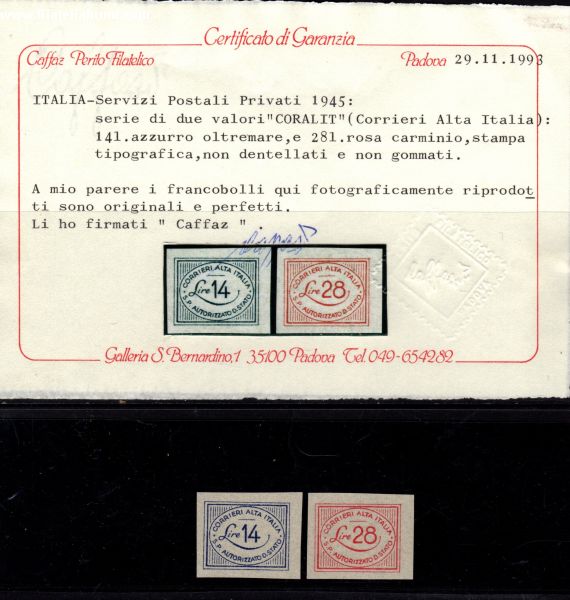 Certificato di Garanzia
Caffaz Perito Filatelico Padova 29.11.1993
ITALIA-Servizi Postali Privati 1945:
serie di due valori"CORALIT"(Corrieri Alta Italia):
14l.azzurro oltremare,e 28l.rosa carminio,stampa
tipografica,non dentellati e non gommati.
A mio parere i francobolli qui fotograficamente riprodot
ti sono originali e perfetti.
Li ho firmati " Caffaz "
CORRIERI ALTA ITALIA
Lire 14
S.P. AUTORIZZATO D.STATO
CORRIERI ALTA ITALIA
Lire 28
S.P. AUTORIZZATO D.STATO
Galleria S. Bernardino,1 35100 Padova Tel. 049-654282
CORRIERI ALTA ITALIA
Lire 14
S.P. AUTORIZZATO D.STATO
CORRIERI ALTA ITALIA
Lire 28
S.P. AUTORIZZATO D.STATO